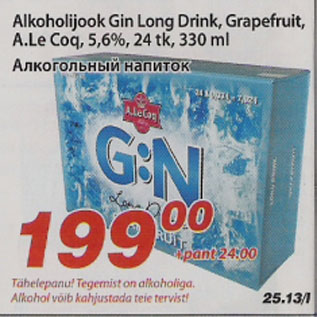 Alkoholijook Gin Long Drink, Grapefruit,
A.Le Coq, 5,6%, 24 tk, 330 ml
Алкогольный напиток
A.Le Coq
G:N
Long D
199 00
+pant 24.00
Tähelepanu! Tegemist on alkoholiga.
Alkohol võib kahjustada teie tervist!
25.13/l